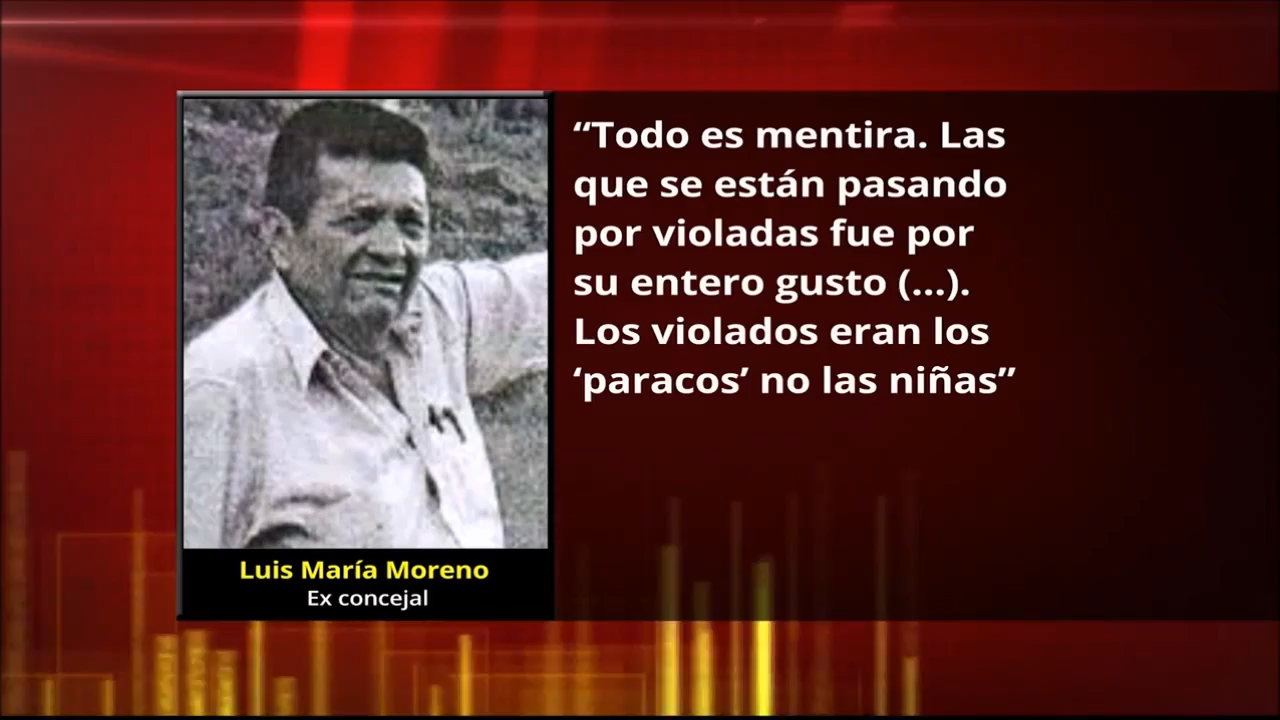 “Todo es mentira. Las
que se están pasando
por violadas fue por
su entero gusto (...).
Los violados eran los
‘paracos’ no las niñas”
Luis María Moreno
Ex concejal